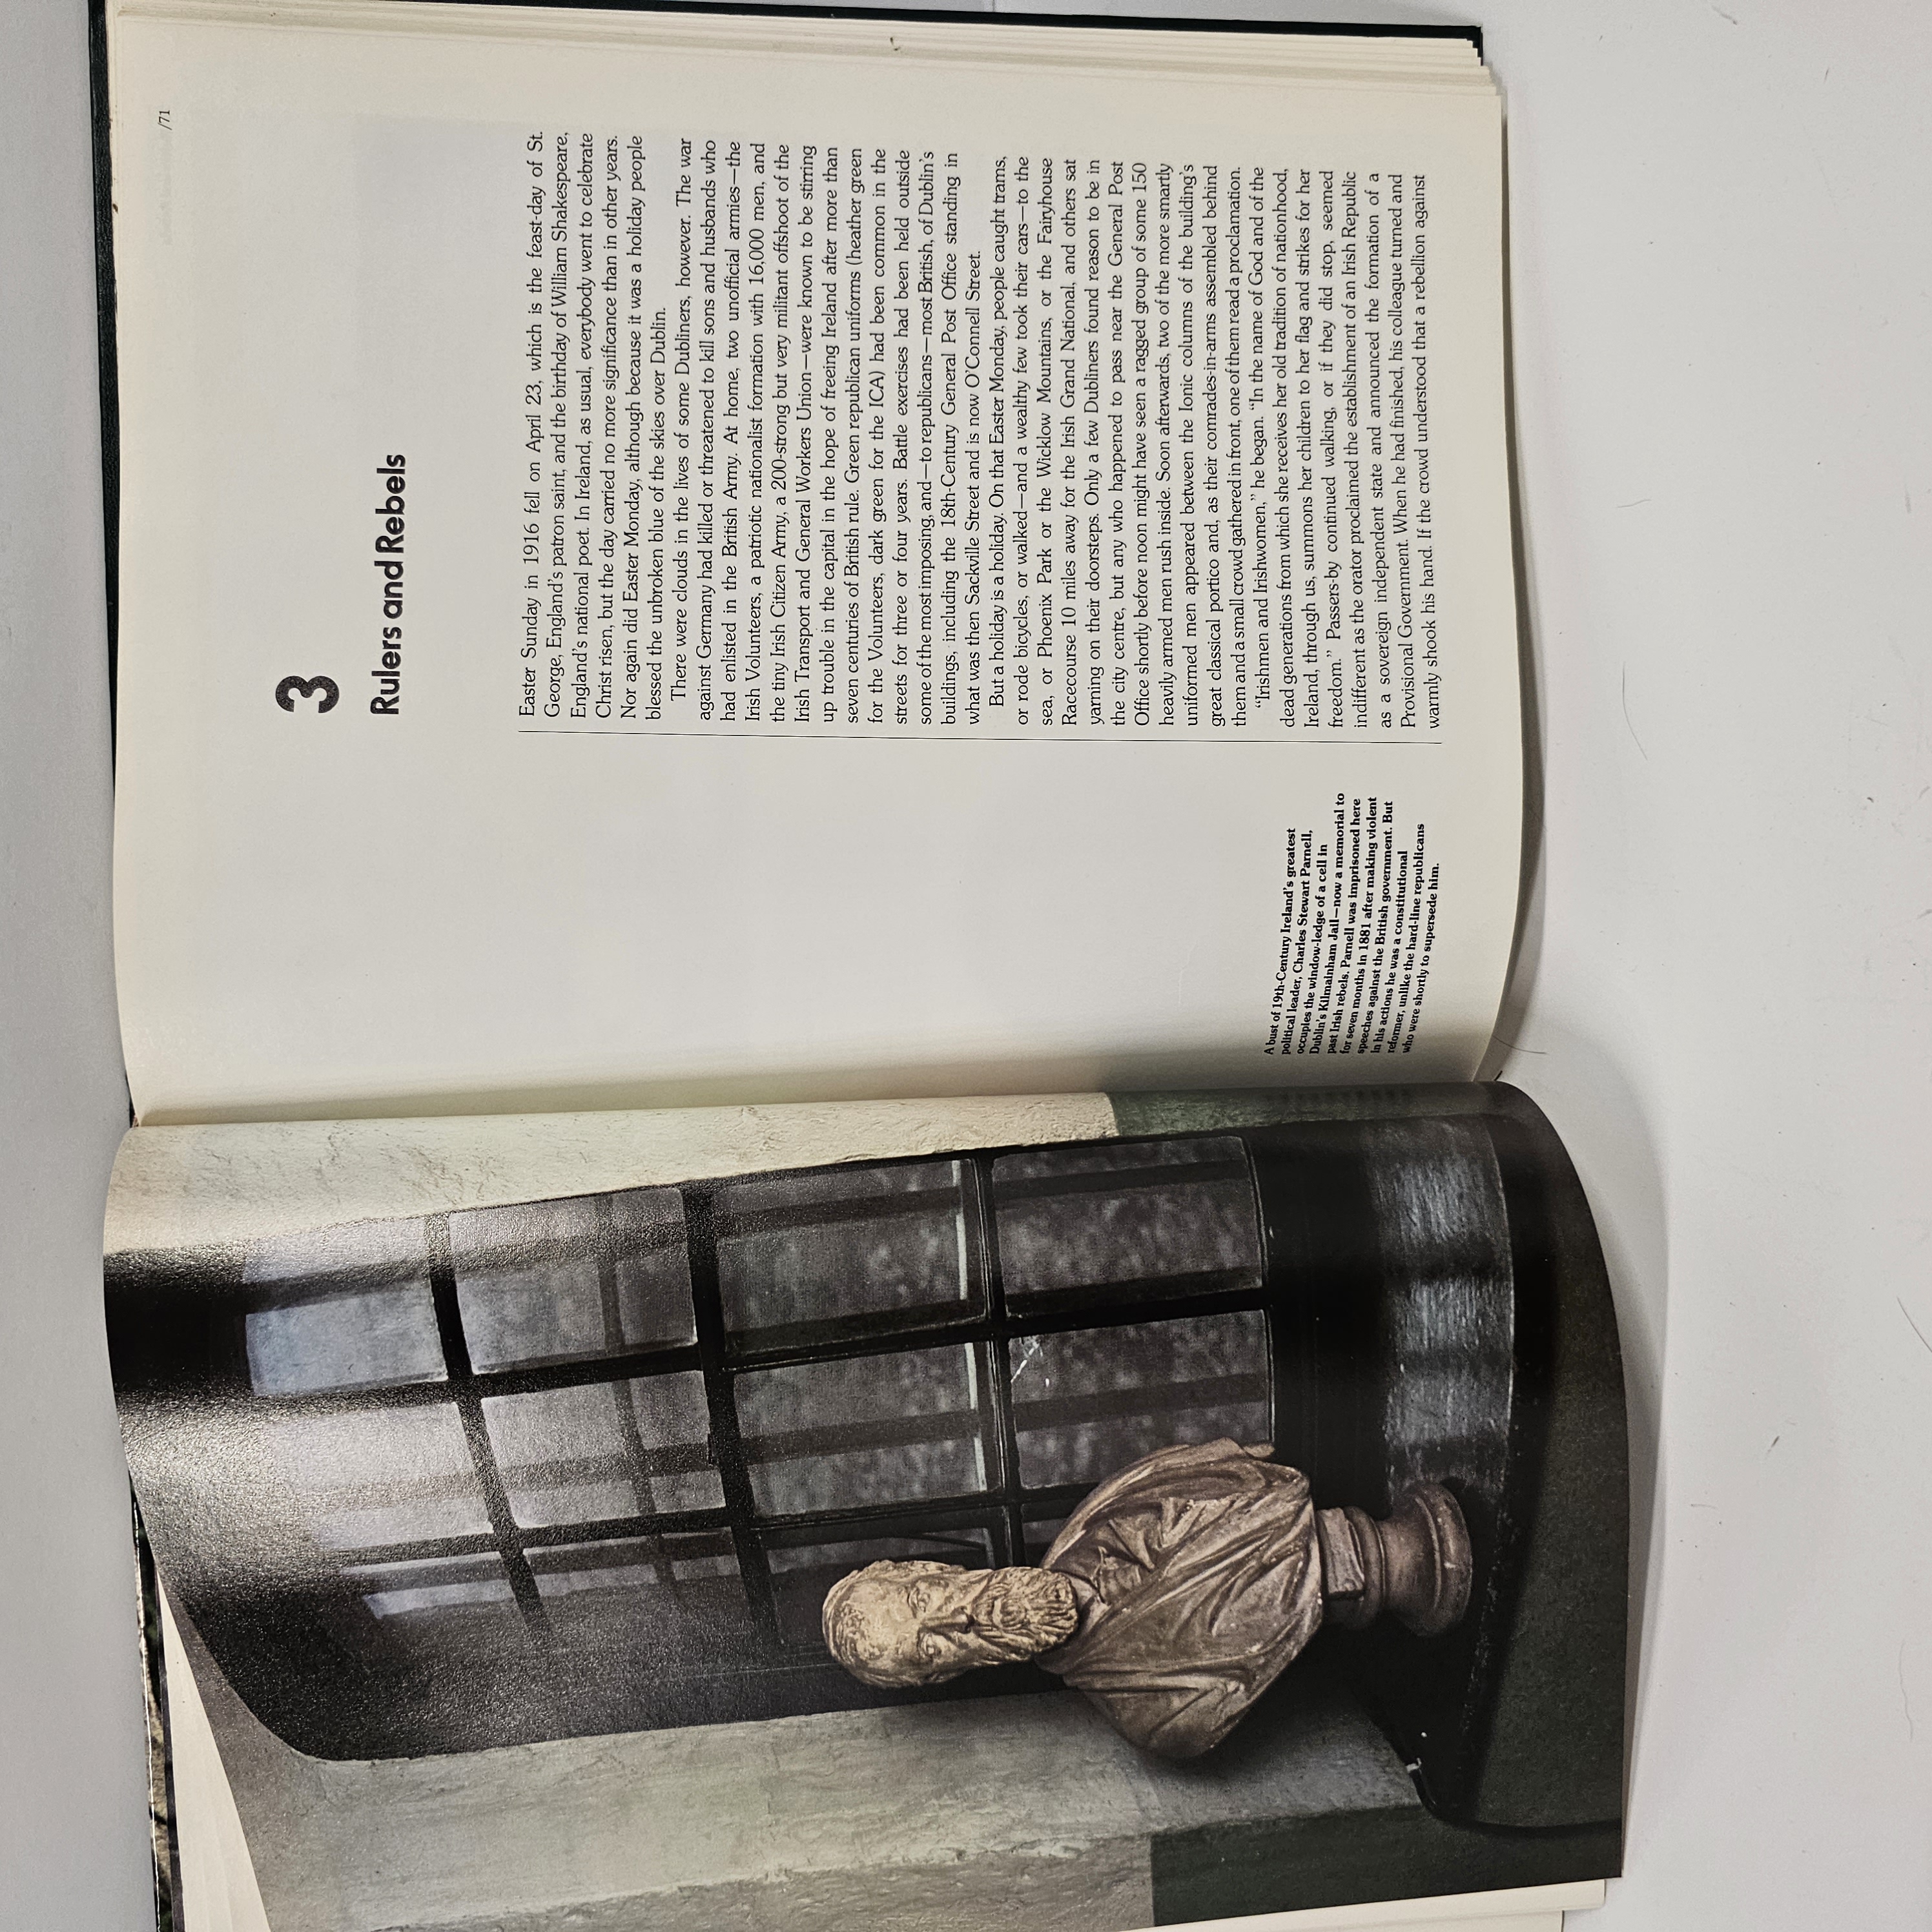 /71
3
Rulers and Rebels
Easter Sunday in 1916 fell on April 23, which is the feast-day of St.
George, England's patron saint, and the birthday of William Shakespeare,
England's national poet. In Ireland, as usual, everybody went to celebrate
Christ risen, but the day carried no more significance than in other years.
Nor again did Easter Monday, although because it was a holiday people
blessed the unbroken blue of the skies over Dublin.
There were clouds in the lives of some Dubliners, however. The war
against Germany had killed or threatened to kill sons and husbands who
had enlisted in the British Army. At home, two unofficial armies—the
Irish Volunteers, a patriotic nationalist formation with 16,000 men, and
the tiny Irish Citizen Army, a 200-strong but very militant offshoot of the
Irish Transport and General Workers Union—were known to be stirring
up trouble in the capital in the hope of freeing Ireland after more than
seven centuries of British rule. Green republican uniforms (heather green
for the Volunteers, dark green for the ICA) had been common in the
streets for three or four years. Battle exercises had been held outside
some of the most imposing, and—to republicans—most British, of Dublin's
buildings, including the 18th-Century General Post Office standing in
what was then Sackville Street and is now O'Connell Street.
But a holiday is a holiday. On that Easter Monday, people caught trams,
or rode bicycles, or walked—and a wealthy few took their cars—to the
sea, or Phoenix Park or the Wicklow Mountains, or the Fairyhouse
Racecourse 10 miles away for the Irish Grand National, and others sat
yarning on their doorsteps. Only a few Dubliners found reason to be in
the city centre, but any who happened to pass near the General Post
Office shortly before noon might have seen a ragged group of some 150
heavily armed men rush inside. Soon afterwards, two of the more smartly
uniformed men appeared between the Ionic columns of the building's
great classical portico and, as their comrades-in-arms assembled behind
them and a small crowd gathered in front, one of them read a proclamation.
"Irishmen and Irishwomen," he began. "In the name of God and of the
dead generations from which she receives her old tradition of nationhood,
Ireland, through us, summons her children to her flag and strikes for her
freedom." Passers-by continued walking, or if they did stop, seemed
indifferent as the orator proclaimed the establishment of an Irish Republic
as a sovereign independent state and announced the formation of a
Provisional Government. When he had finished, his colleague turned and
warmly shook his hand. If the crowd understood that a rebellion against
A bust of 19th-Century Ireland's greatest
political leader, Charles Stewart Parnell,
occupies the window-ledge of a cell in
Dublin's Kilmainham Jail—now a memorial to
past Irish rebels. Parnell was imprisoned here
for seven months in 1881 after making violent
speeches against the British government. But
in his actions he was a constitutional
reformer, unlike the hard-line republicans
who were shortly to supersede him.